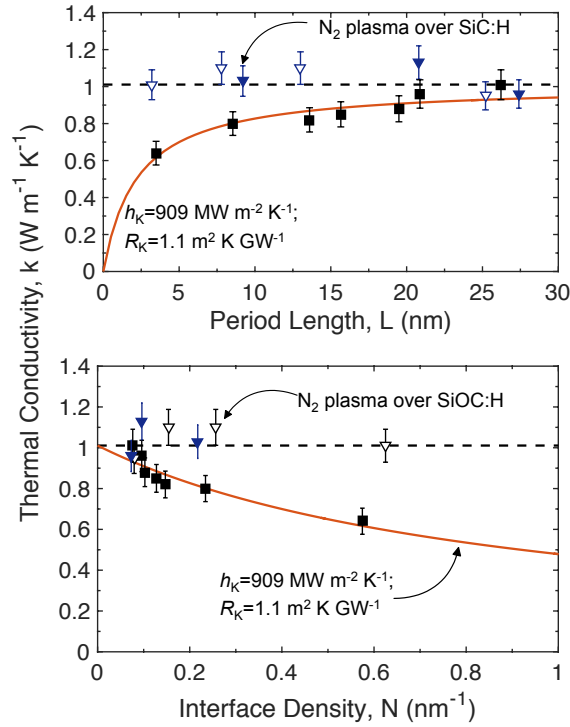 N₂ plasma over SiC:H
1.4
1.2
1
0.8
0.6
0.4
0.2
0
h_K=909 MW m⁻² K⁻¹;
R_K=1.1 m² K GW⁻¹
0 5 10 15 20 25 30
Period Length, L (nm)
Thermal Conductivity, k (W m⁻¹ K⁻¹)
1.4
1.2
1
0.8
0.6
0.4
0.2
0
N₂ plasma over SiOC:H
h_K=909 MW m⁻² K⁻¹;
R_K=1.1 m² K GW⁻¹
0 0.2 0.4 0.6 0.8 1
Interface Density, N (nm⁻¹)